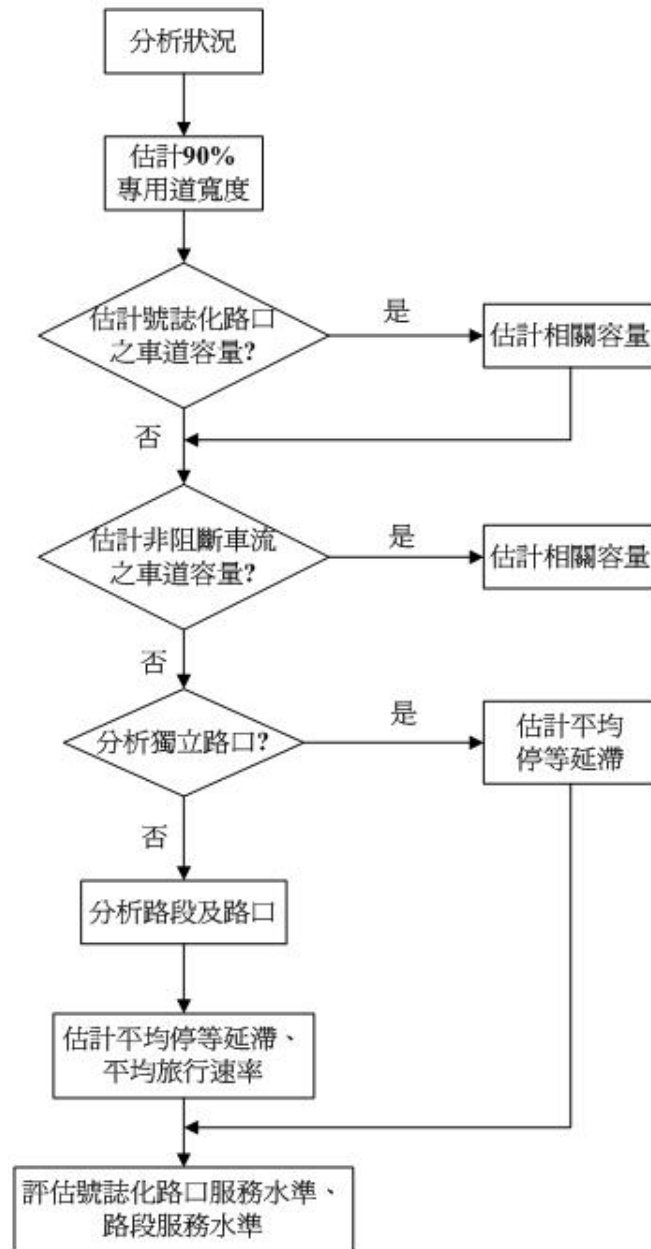 分析狀況
估計90%
專用道寬度
估計號誌化路口
之車道容量?
是
估計相關容量
否
估計非阻斷車流
之車道容量?
是
估計相關容量
否
分析獨立路口?
是
估計平均
停等延滯
否
分析路段及路口
估計平均停等延滯、
平均旅行速率
評估號誌化路口服務水準、
路段服務水準